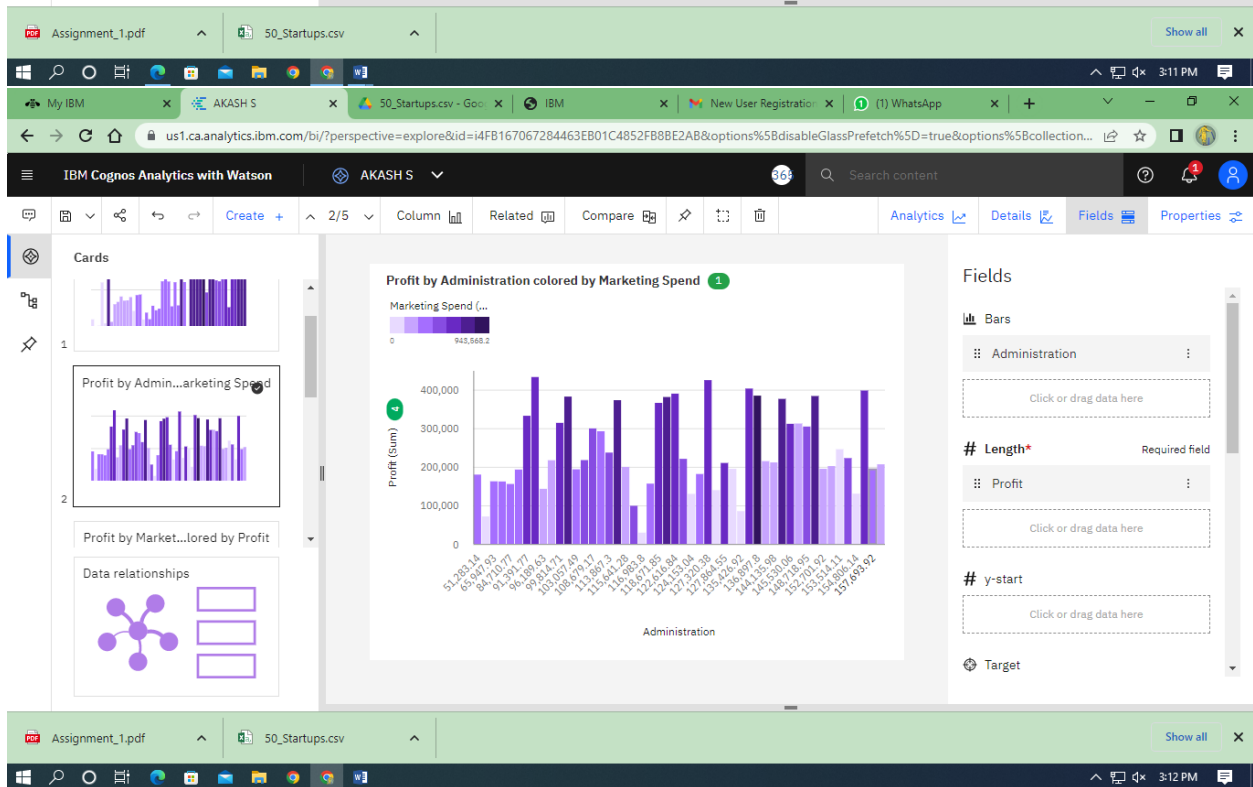 Assignment_1.pdf
50_Startups.csv
Show all
3:11 PM
My IBM
AKASH S
50_Startups.csv - Goo
IBM
New User Registration
(1) WhatsApp
us1.ca.analytics.ibm.com/bi/?perspective=explore&id=i4FB167067284463EB01C4852FB8BE2AB&options%5BdisableGlassPrefetch%5D=true&options%5Bcollection...
IBM Cognos Analytics with Watson
AKASH S
365
Search content
1
Create +
2/5
Column
Related
Compare
Analytics
Details
Fields
Properties
Cards
1
Profit by Admin...arketing Spend
2
Profit by Market...lored by Profit
Data relationships
Profit by Administration colored by Marketing Spend 1
Marketing Spend (...
0 943,568.2
Profit (Sum) 4
400,000
300,000
200,000
100,000
0
51,283.14
65,947.93
84,710.77
91,391.77
96,189.63
99,814.71
103,057.49
108,679.17
113,867.3
115,641.28
116,983.8
118,671.85
122,616.84
124,153.04
127,320.38
127,864.55
135,426.92
136,897.8
144,135.98
145,530.06
148,718.95
152,701.92
153,514.11
154,806.14
157,693.92
Administration
Fields
Bars
Administration
Click or drag data here
# Length* Required field
Profit
Click or drag data here
# y-start
Click or drag data here
Target
Assignment_1.pdf
50_Startups.csv
Show all
3:12 PM